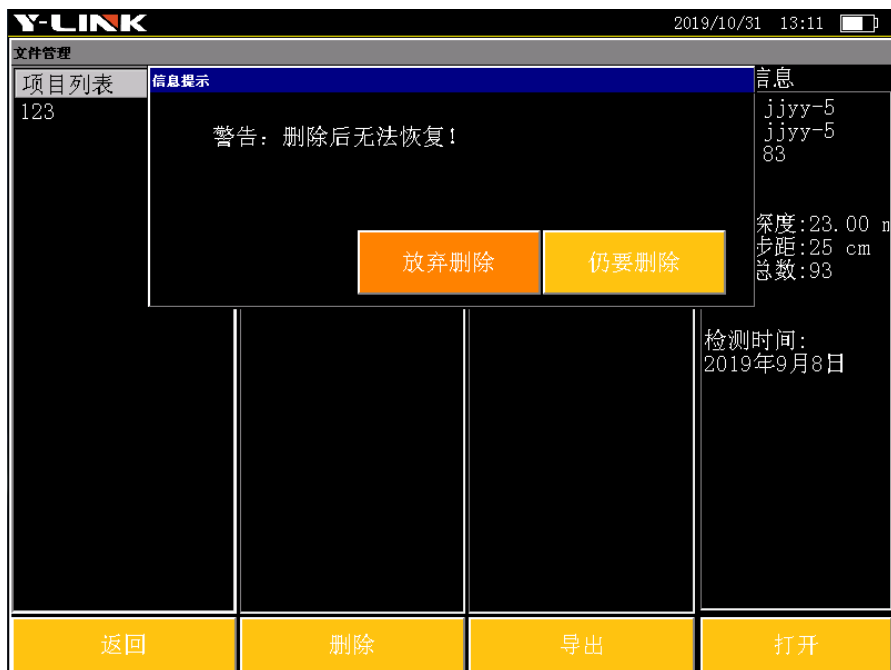 Y-LINK
2019/10/31 13:11
文件管理
项目列表
123
信息提示
警告：删除后无法恢复！
放弃删除
仍要删除
信息
jjyy-5
jjyy-5
83
深度:23.00
步距:25 cm
总数:93
检测时间:
2019年9月8日
返回
删除
导出
打开